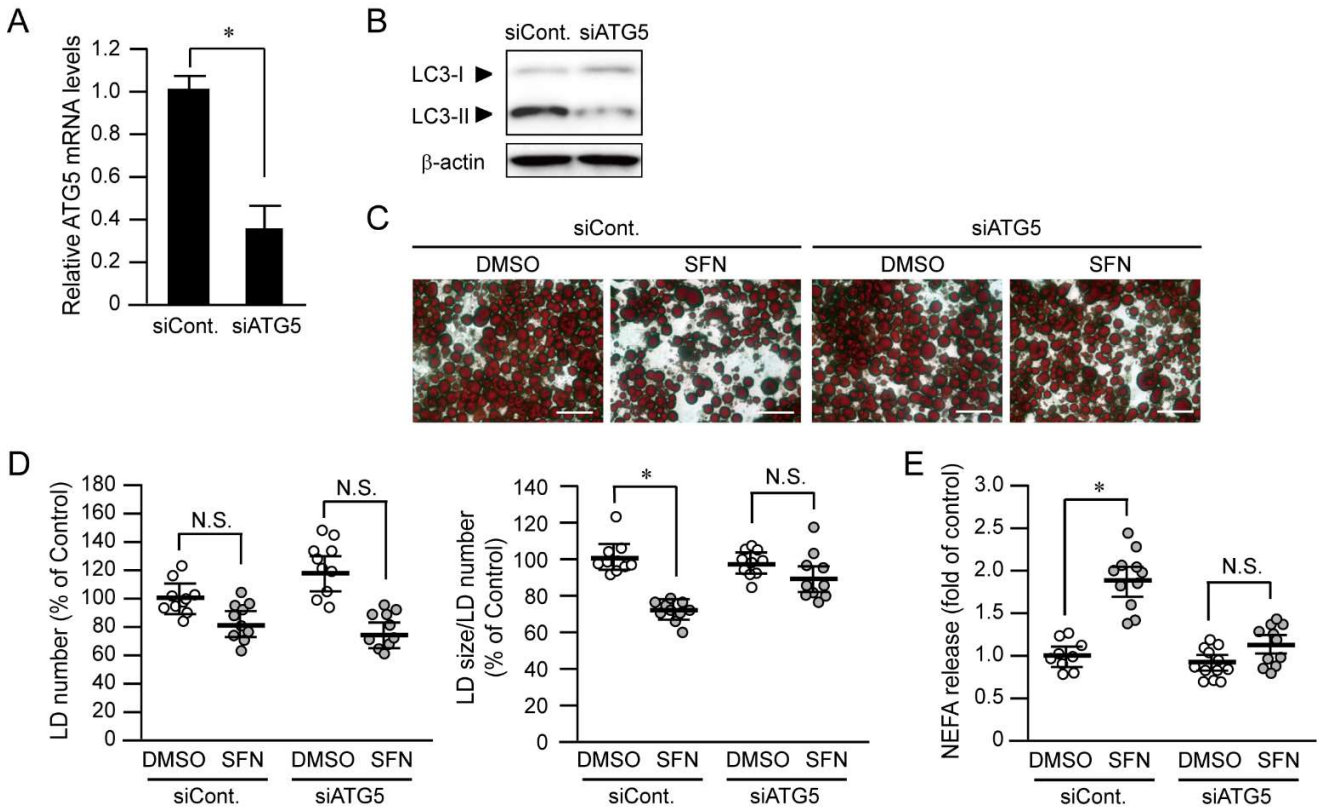 A
*
Relative ATG5 mRNA levels
1.2
1.0
0.8
0.6
0.4
0.2
0
siCont. siATG5
B
siCont. siATG5
LC3-I
LC3-II
β-actin
C
siCont. siATG5
DMSO SFN DMSO SFN
D
LD number (% of Control)
180
160
140
120
100
80
60
40
20
0
N.S.
N.S.
DMSO SFN DMSO SFN
siCont. siATG5
LD size/LD number
(% of Control)
140
120
100
80
60
40
20
0
*
N.S.
DMSO SFN DMSO SFN
siCont. siATG5
E
NEFA release (fold of control)
3.0
2.5
2.0
1.5
1.0
0.5
0
*
N.S.
DMSO SFN DMSO SFN
siCont. siATG5